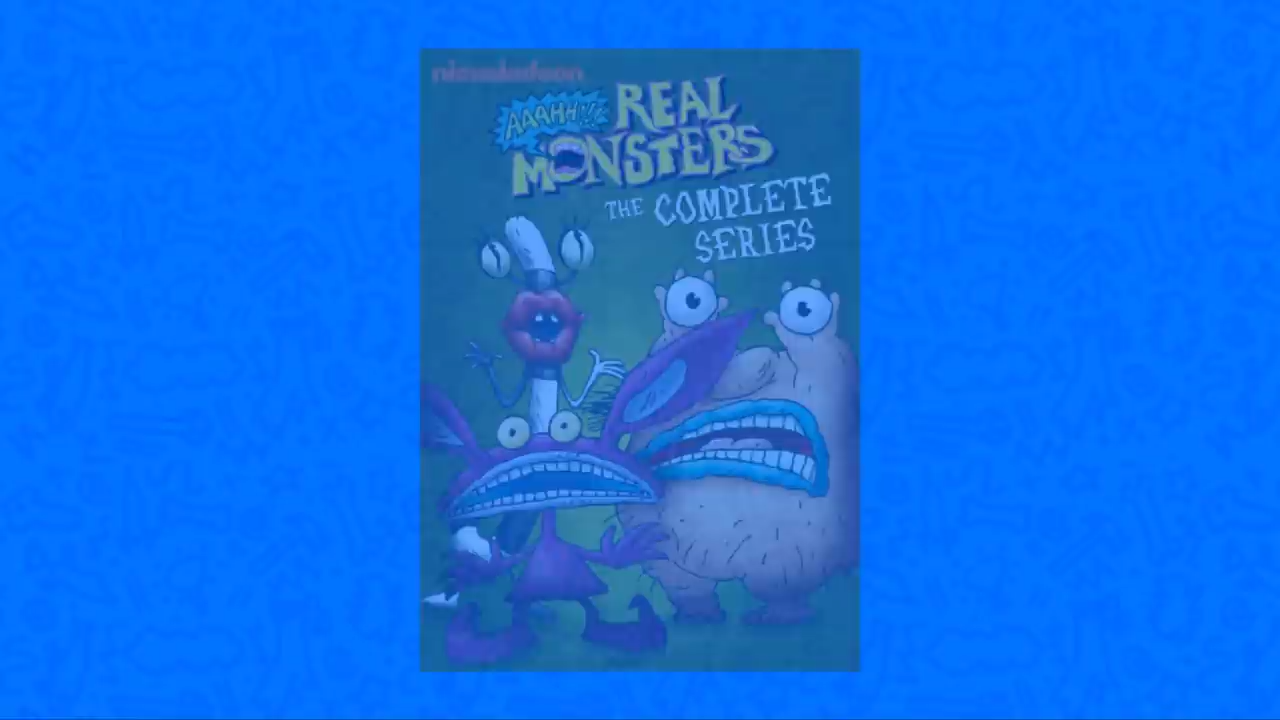 nickelodeon
AAAHH!!!
REAL
MONSTERS
THE COMPLETE
SERIES